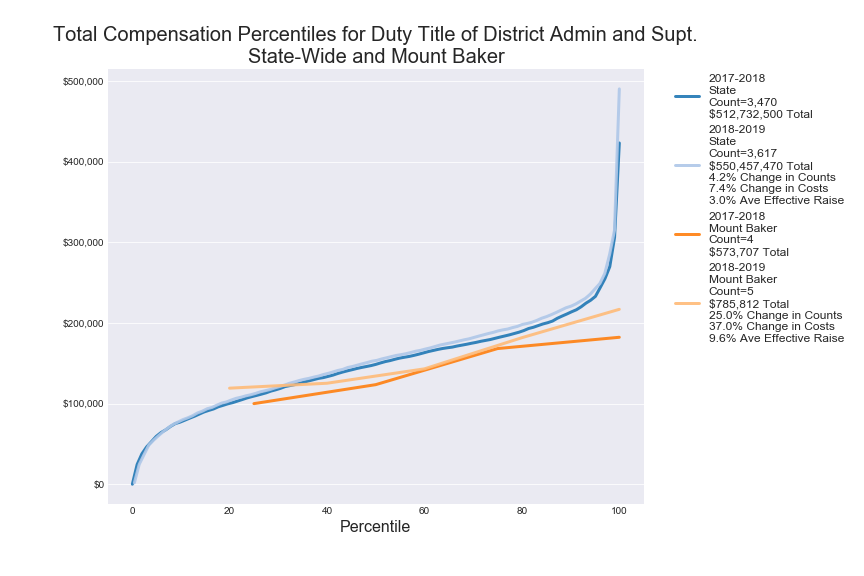 Total Compensation Percentiles for Duty Title of District Admin and Supt.
State-Wide and Mount Baker
$500,000
$400,000
$300,000
$200,000
$100,000
$0
0
20
40
60
80
100
Percentile
2017-2018
State
Count=3,470
$512,732,500 Total
2018-2019
State
Count=3,617
$550,457,470 Total
4.2% Change in Counts
7.4% Change in Costs
3.0% Ave Effective Raise
2017-2018
Mount Baker
Count=4
$573,707 Total
2018-2019
Mount Baker
Count=5
$785,812 Total
25.0% Change in Counts
37.0% Change in Costs
9.6% Ave Effective Raise